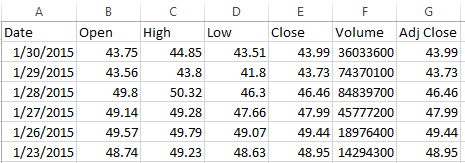 A B C D E F G
Date Open High Low Close Volume Adj Close
1/30/2015 43.75 44.85 43.51 43.99 36033600 43.99
1/29/2015 43.56 43.8 41.8 43.73 74370100 43.73
1/28/2015 49.8 50.32 46.3 46.46 84839700 46.46
1/27/2015 49.14 49.28 47.66 47.99 45777200 47.99
1/26/2015 49.57 49.79 49.07 49.44 18976400 49.44
1/23/2015 48.74 49.23 48.63 48.95 14294300 48.95